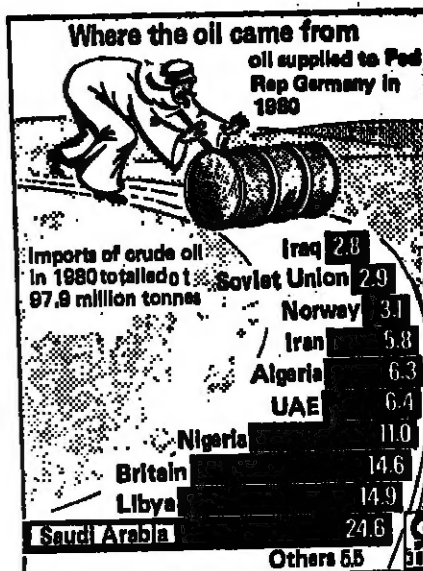 Where the oil came from
oil supplied to Fed
Rep Germany in
1980
Imports of crude oil
in 1980 totalled
97.9 million tonnes
Iraq 2.8
Soviet Union 2.9
Norway 3.1
Iran 5.8
Algeria 6.3
UAE 6.4
Nigeria 11.0
Britain 14.6
Libya 14.9
Saudi Arabia 24.6
Others 5.5